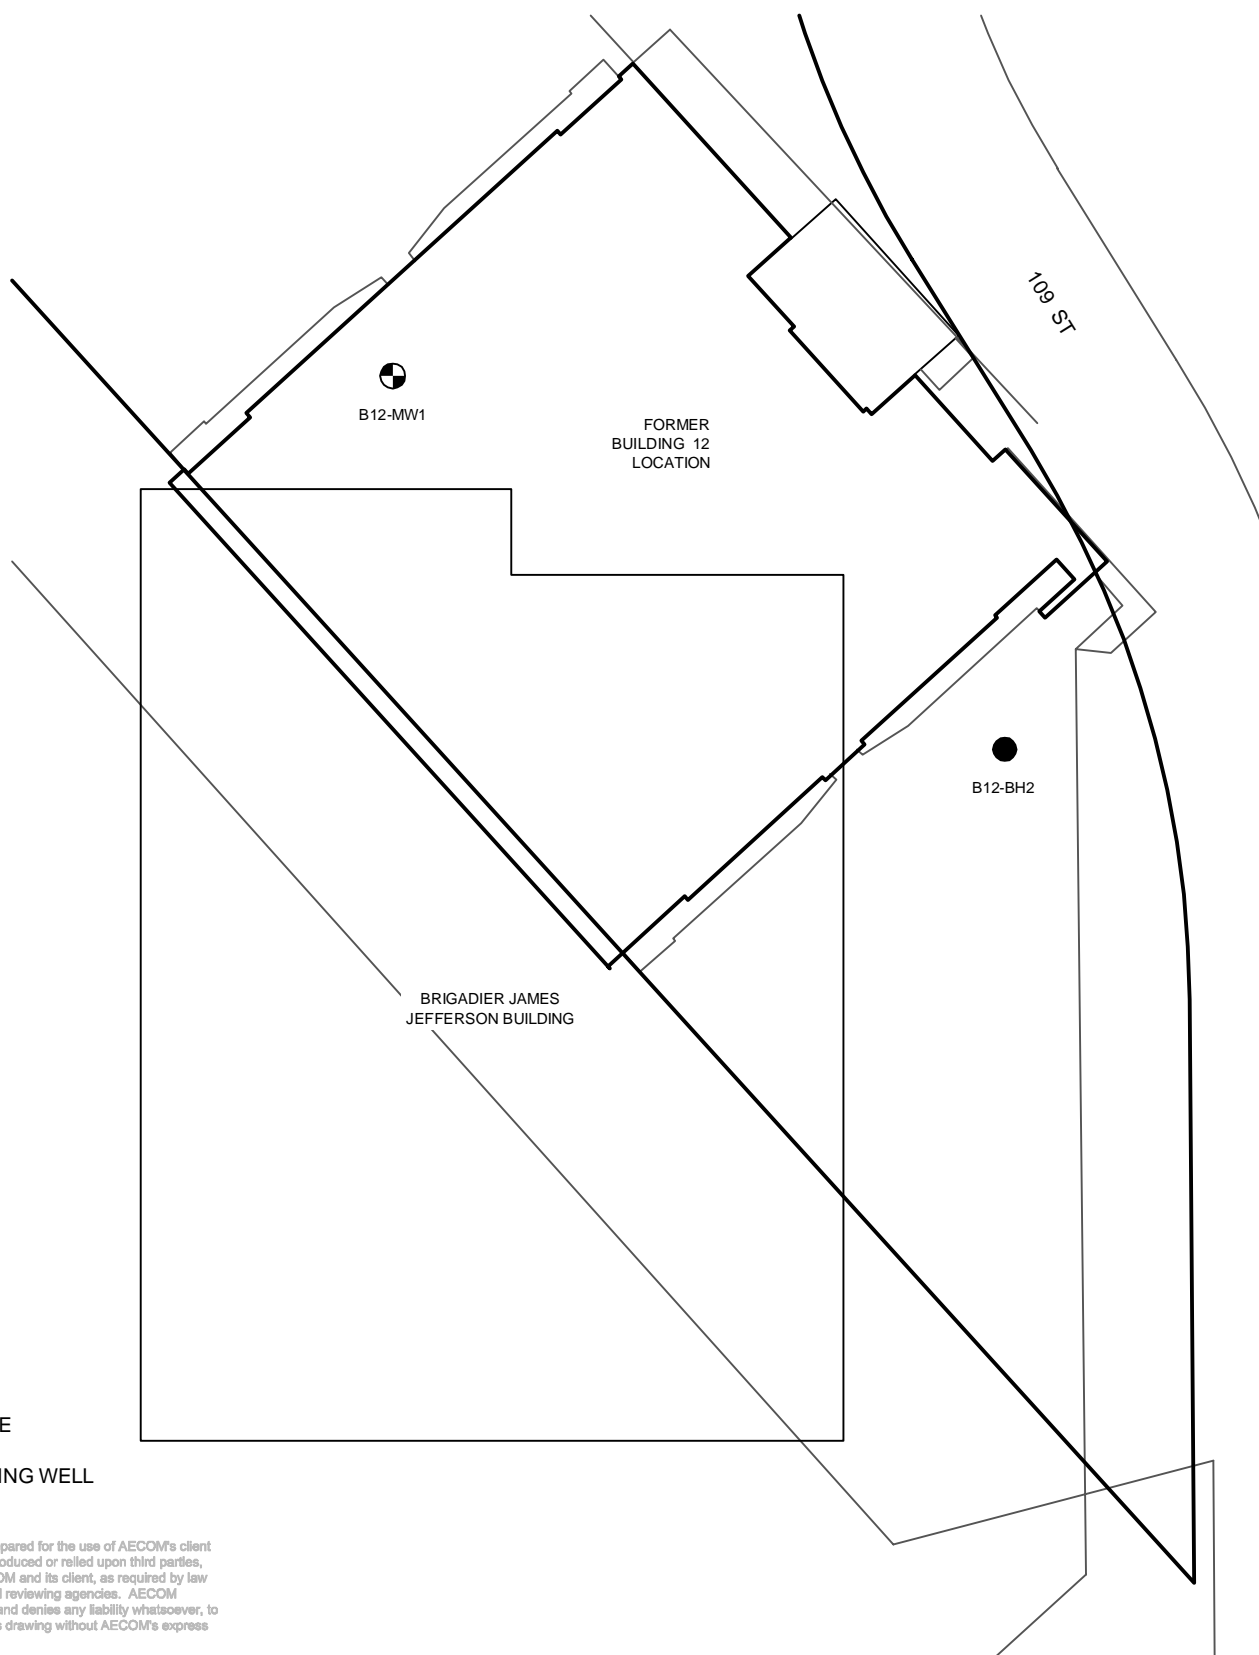 109 ST
B12-MW1
FORMER
BUILDING 12
LOCATION
B12-BH2
BRIGADIER JAMES
JEFFERSON BUILDING
E
ING WELL
pared for the use of AECOM's client
oduced or relied upon third parties,
OM and its client, as required by law
l reviewing agencies. AECOM
and denies any liability whatsoever, to
s drawing without AECOM's express